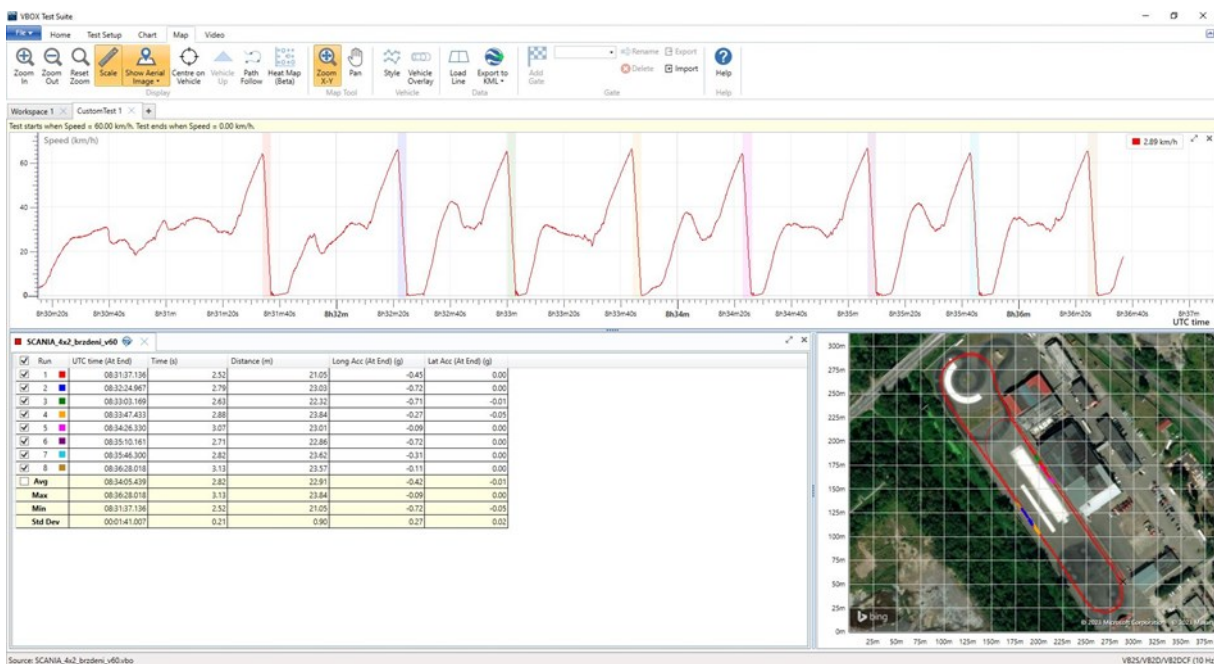 VBOX Test Suite
File Home Test Setup Chart Map Video
Zoom In Zoom Out Reset Zoom Scale Show Aerial Image Centre on Vehicle Vehicle Up Path Follow Heat Map (Beta) Zoom X-Y Pan Style Vehicle Overlay Load Line Export to KML Add Gate Rename Export Delete Import Help
Display Map Tool Vehicle Data Gate Help
Workspace 1 CustomTest 1 +
Test starts when Speed = 60.00 km/h. Test ends when Speed = 0.00 km/h.
Speed (km/h) 2.89 km/h
60
40
20
0
8h30m20s 8h30m40s 8h31m 8h31m20s 8h31m40s 8h32m 8h32m20s 8h32m40s 8h33m 8h33m20s 8h33m40s 8h34m 8h34m20s 8h34m40s 8h35m 8h35m20s 8h35m40s 8h36m 8h36m20s 8h36m40s 8h37m
UTC time
SCANIA_4x2_brzdeni_v60
Run UTC time (At End) Time (s) Distance (m) Long Acc (At End) (g) Lat Acc (At End) (g)
1 08:31:37.136 2.52 21.05 -0.45 0.00
2 08:32:24.967 2.79 23.03 -0.72 0.00
3 08:33:03.169 2.63 22.32 -0.71 -0.01
4 08:33:47.433 2.88 23.84 -0.27 -0.05
5 08:34:26.330 3.07 23.01 -0.09 0.00
6 08:35:10.161 2.71 22.86 -0.72 0.00
7 08:35:46.300 2.82 23.62 -0.31 0.00
8 08:36:28.018 3.13 23.57 -0.11 0.00
Avg 08:34:05.439 2.82 22.91 -0.42 -0.01
Max 08:36:28.018 3.13 23.84 -0.09 0.00
Min 08:31:37.136 2.52 21.05 -0.72 -0.05
Std Dev 00:01:41.007 0.21 0.90 0.27 0.02
300m
275m
250m
225m
200m
175m
150m
125m
100m
75m
50m
25m
0m
bing
© 2023 Microsoft Corporation
25m 50m 75m 100m 125m 150m 175m 200m 225m 250m 275m 300m 325m 350m 375m
Source: SCANIA_4x2_brzdeni_v60.vbo VB2S/VB2D/VB2DCF (10 Hz)